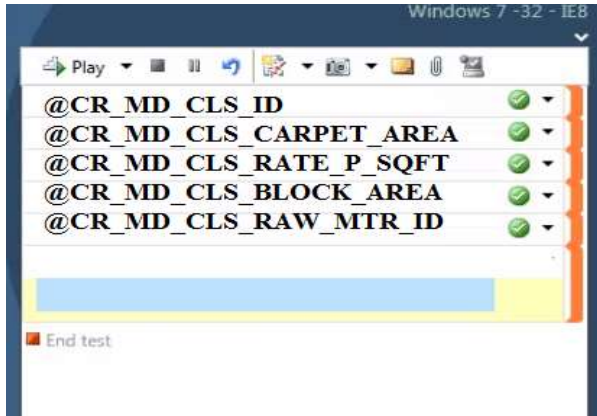 Windows 7 -32 - IE8
Play
@CR_MD_CLS_ID
@CR_MD_CLS_CARPET_AREA
@CR_MD_CLS_RATE_P_SQFT
@CR_MD_CLS_BLOCK_AREA
@CR_MD_CLS_RAW_MTR_ID
End test